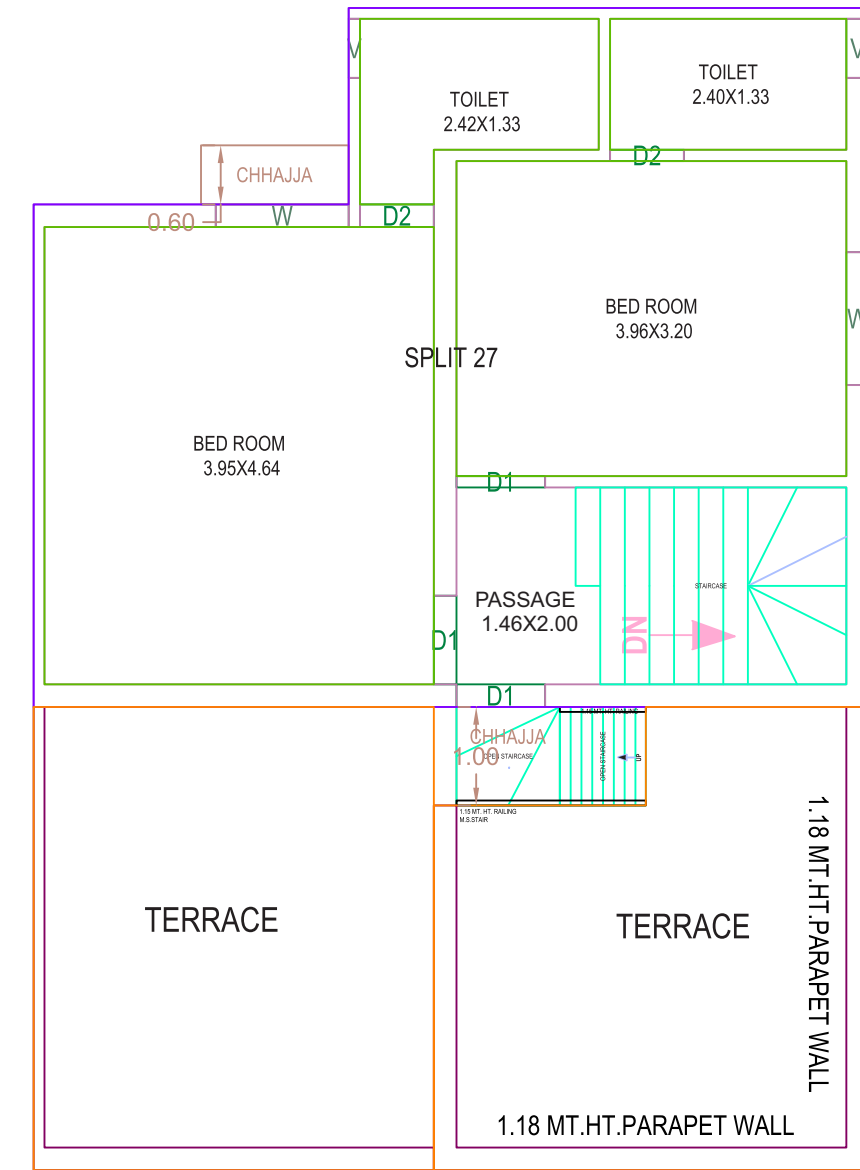 V
TOILET
2.42X1.33
TOILET
2.40X1.33
V
CHHAJJA
0.60
W
D2
D2
BED ROOM
3.96X3.20
W
SPLIT 27
BED ROOM
3.95X4.64
D1
STAIRCASE
PASSAGE
1.46X2.00
DN
D1
D1
CHHAJJA
1.00
OPEN STAIRCASE
OPEN STAIRCASE
UP
1.15 MT. HT. RAILING
M.S.STAIR
TERRACE
TERRACE
1.18 MT.HT.PARAPET WALL
1.18 MT.HT.PARAPET WALL